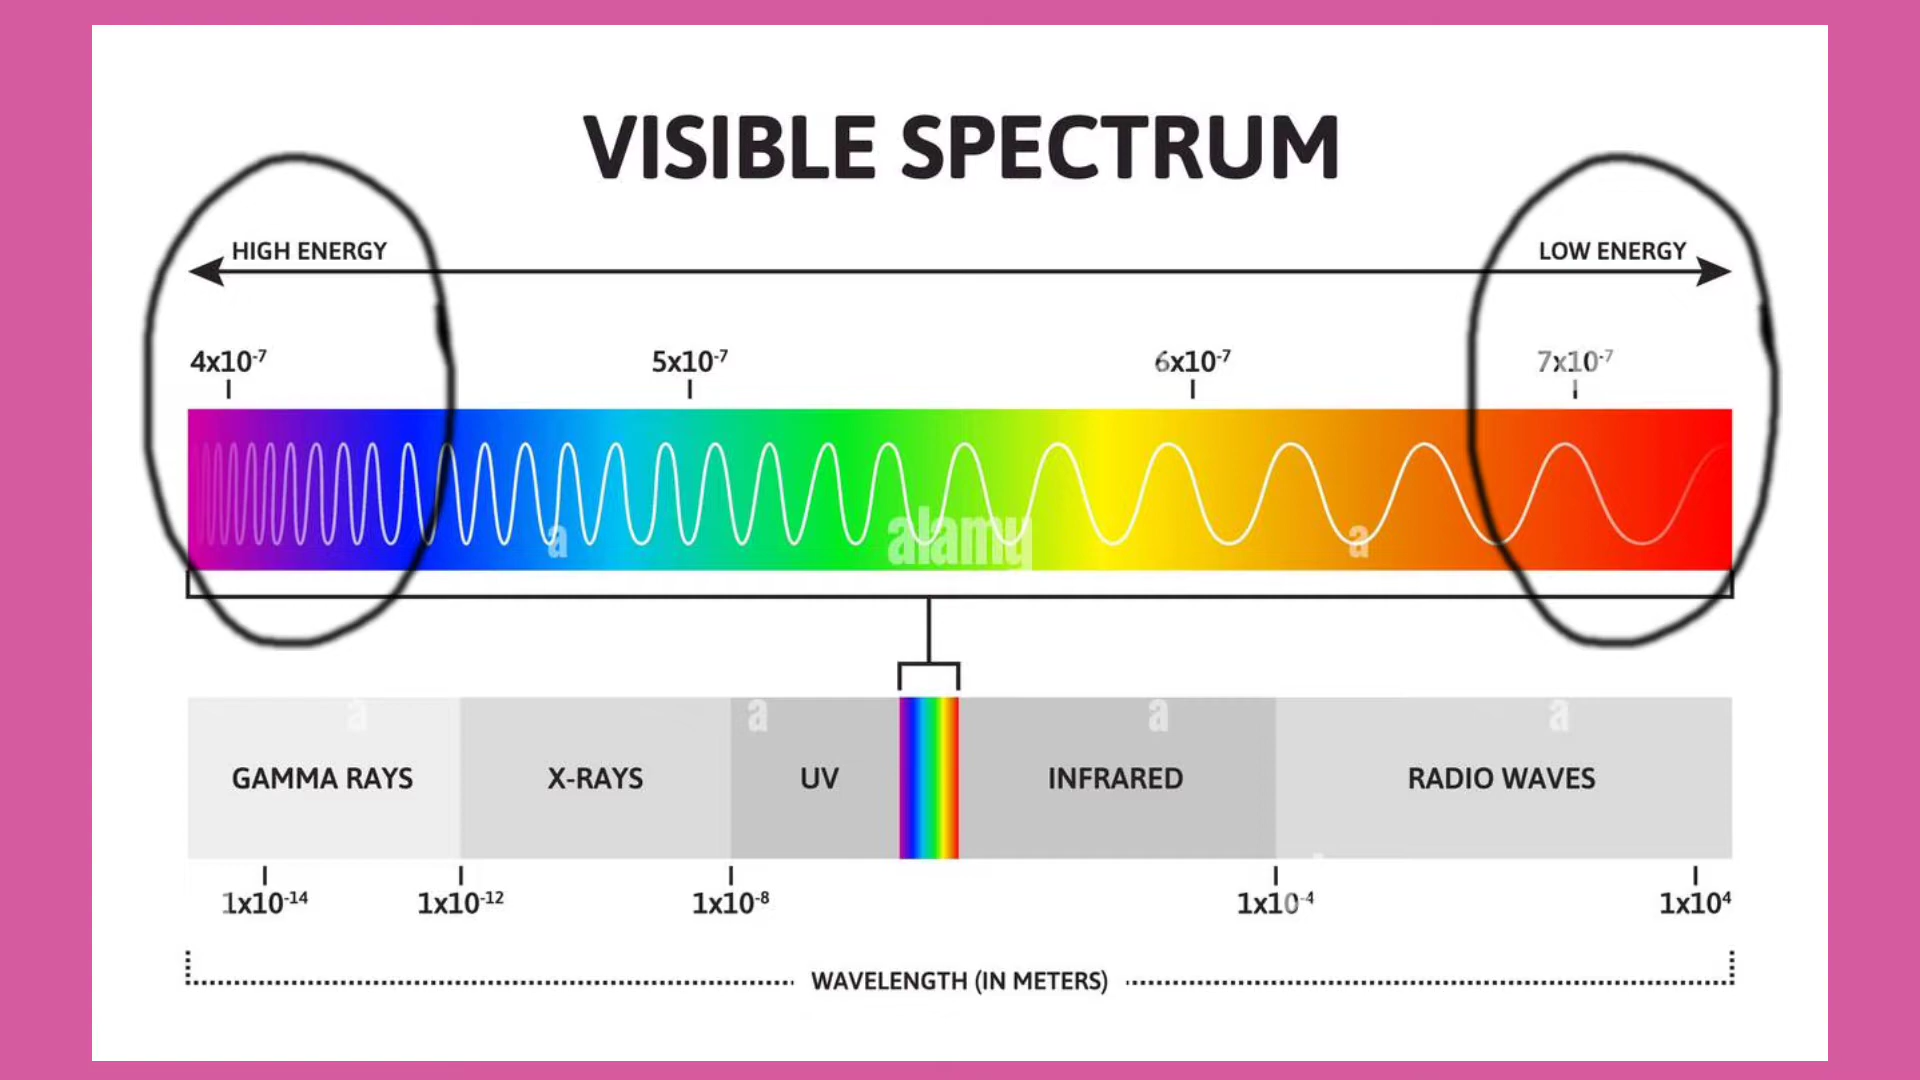 VISIBLE SPECTRUM
HIGH ENERGY
LOW ENERGY
4x10⁻⁷
5x10⁻⁷
6x10⁻⁷
7x10⁻⁷
a
alamy
a
a
a
a
a
GAMMA RAYS
X-RAYS
UV
INFRARED
RADIO WAVES
1x10⁻¹⁴
1x10⁻¹²
1x10⁻⁸
1x10⁻⁴
1x10⁴
WAVELENGTH (IN METERS)